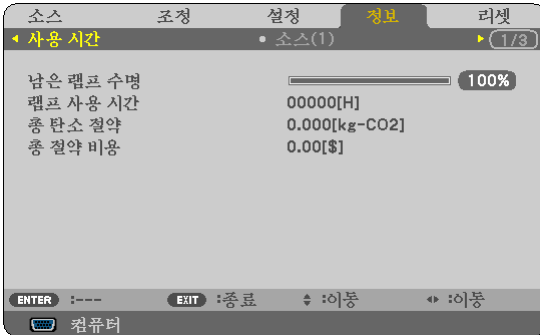 소스 조정 설정 정보 리셋
사용 시간 • 소스(1) (1/3)
남은 램프 수명 100%
램프 사용 시간 00000[H]
총 탄소 절약 0.000[kg-CO2]
총 절약 비용 0.00[$]
ENTER :--- EXIT :종료 :이동 :이동
컴퓨터